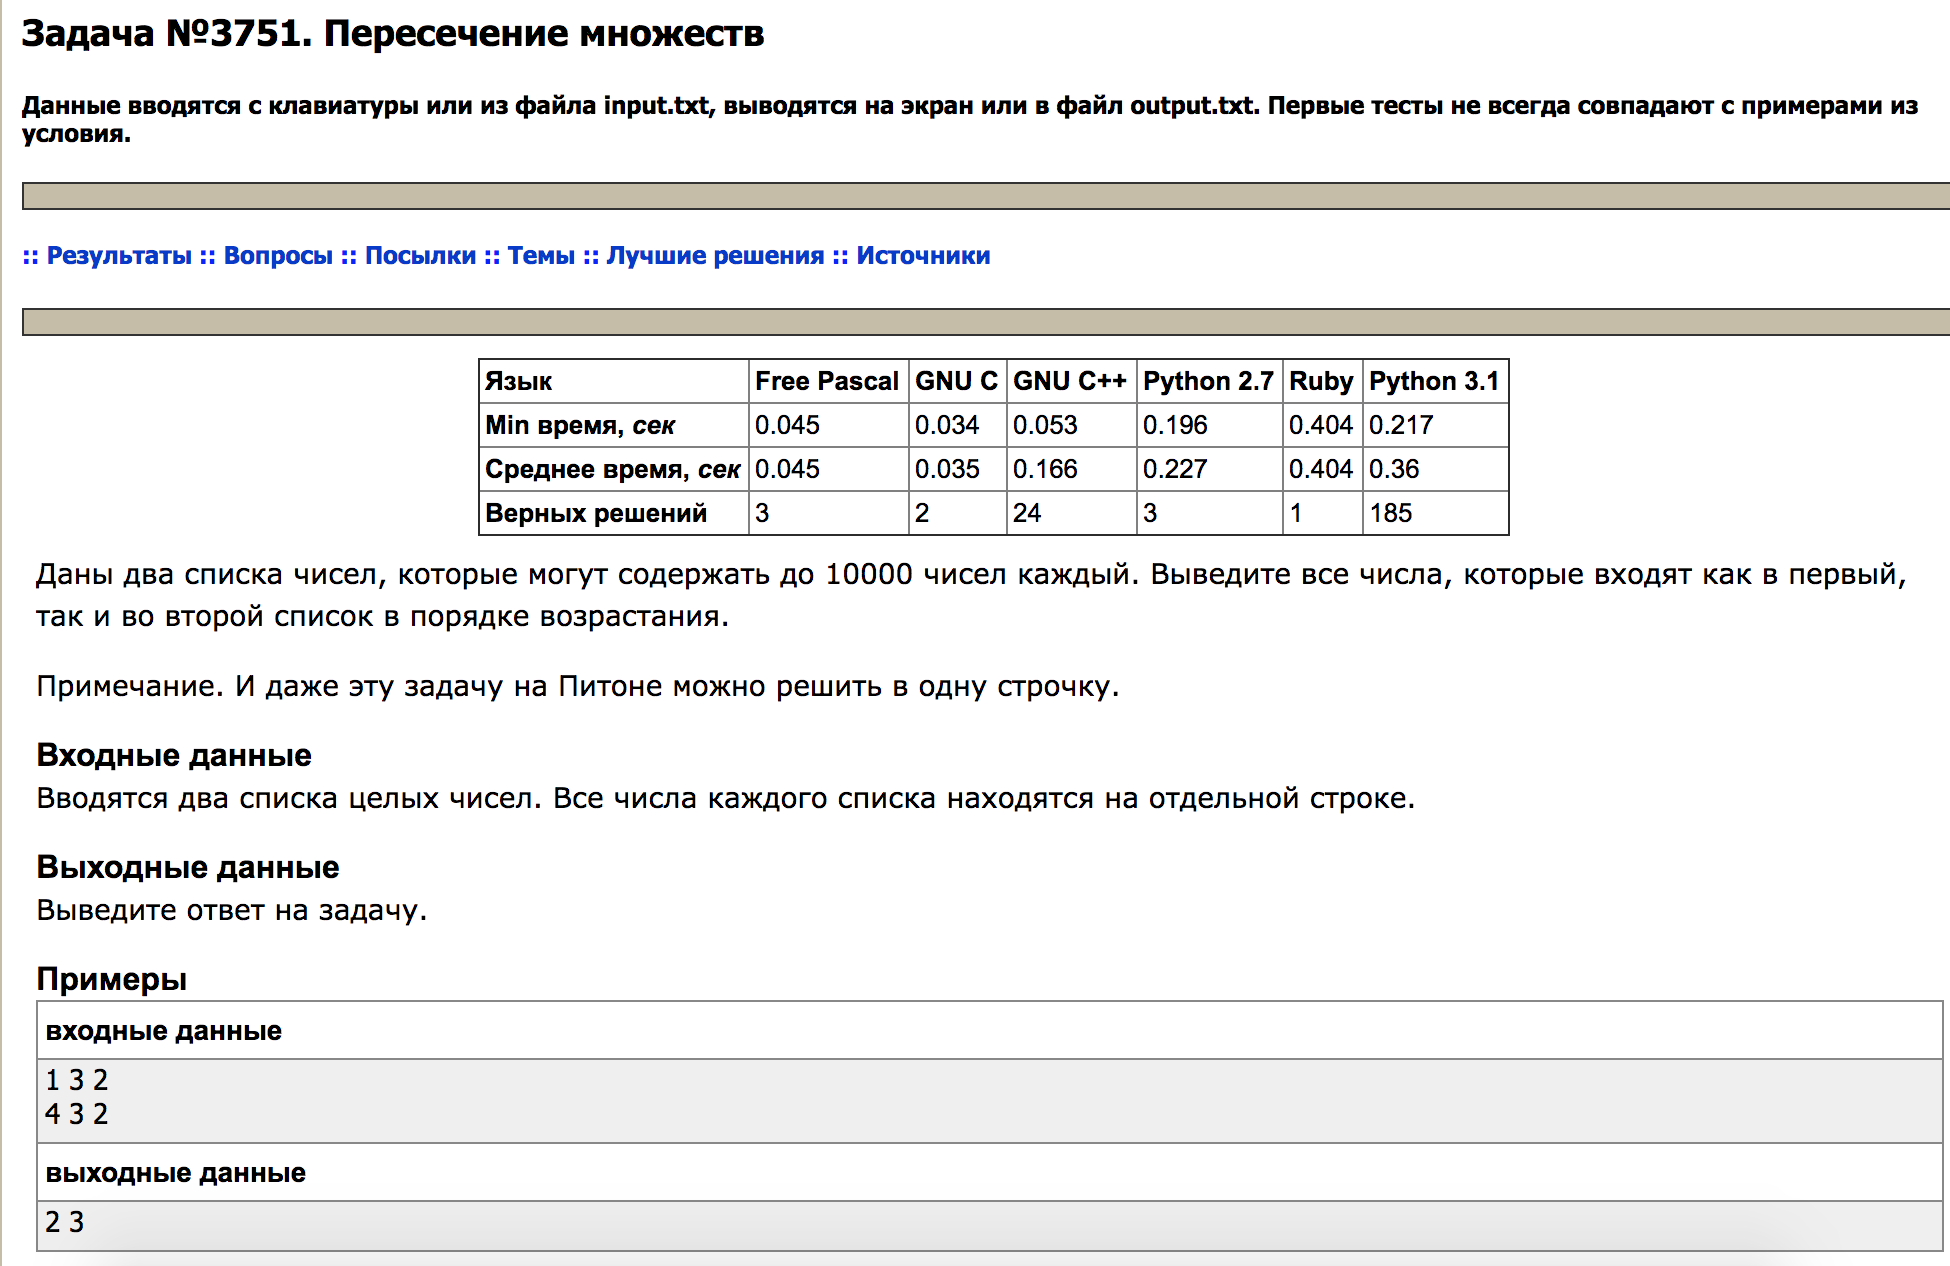 Задача №3751. Пересечение множеств
Данные вводятся с клавиатуры или из файла input.txt, выводятся на экран или в файл output.txt. Первые тесты не всегда совпадают с примерами из
условия.
:: Результаты :: Вопросы :: Посылки :: Темы :: Лучшие решения :: Источники
Язык Free Pascal GNU C GNU C++ Python 2.7 Ruby Python 3.1
Min время, сек 0.045 0.034 0.053 0.196 0.404 0.217
Среднее время, сек 0.045 0.035 0.166 0.227 0.404 0.36
Верных решений 3 2 24 3 1 185
Даны два списка чисел, которые могут содержать до 10000 чисел каждый. Выведите все числа, которые входят как в первый,
так и во второй список в порядке возрастания.
Примечание. И даже эту задачу на Питоне можно решить в одну строчку.
Входные данные
Вводятся два списка целых чисел. Все числа каждого списка находятся на отдельной строке.
Выходные данные
Выведите ответ на задачу.
Примеры
входные данные
1 3 2
4 3 2
выходные данные
2 3